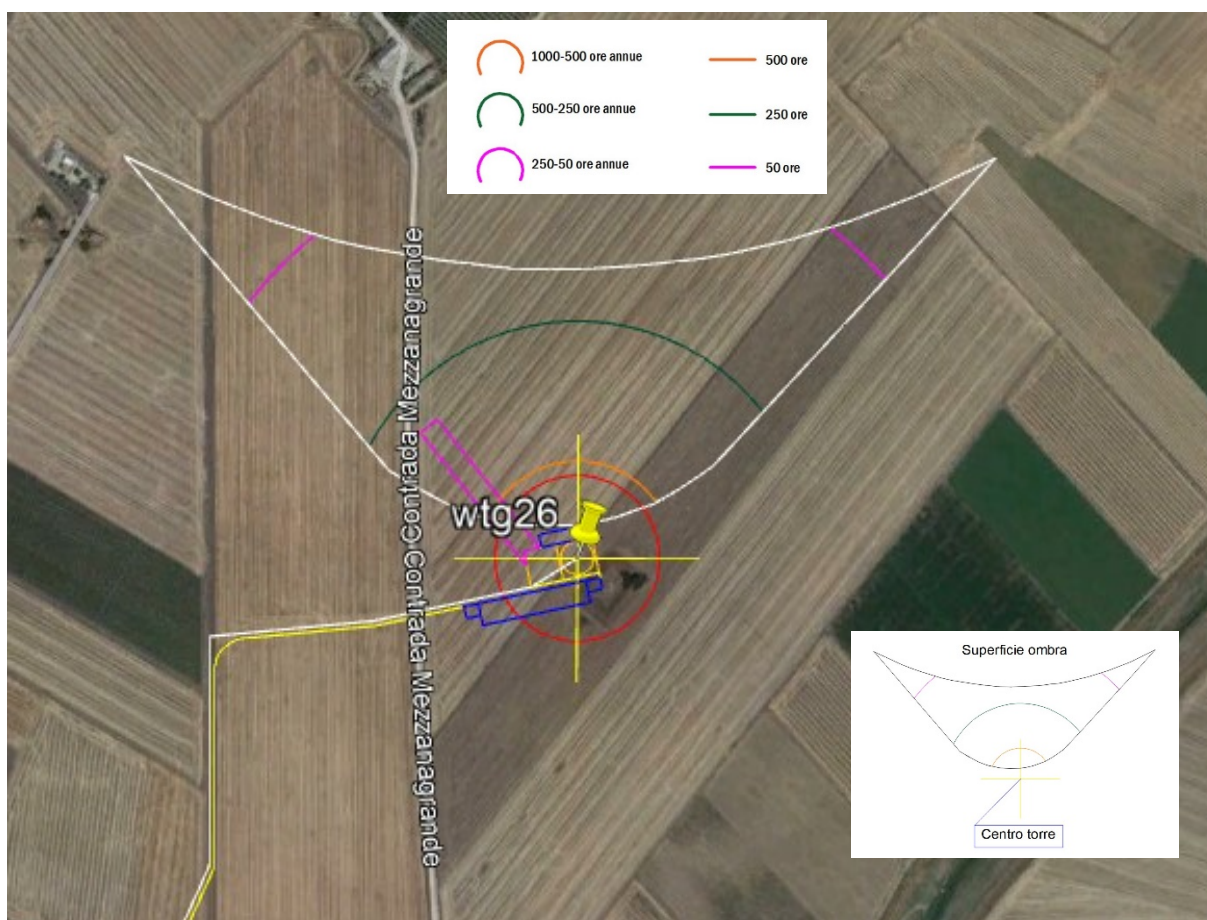 1000-500 ore annue
500 ore
500-250 ore annue
250 ore
250-50 ore annue
50 ore
Contrada Mezzanagrande
Contrada Mezzanagrande
wtg26
Superficie ombra
Centro torre